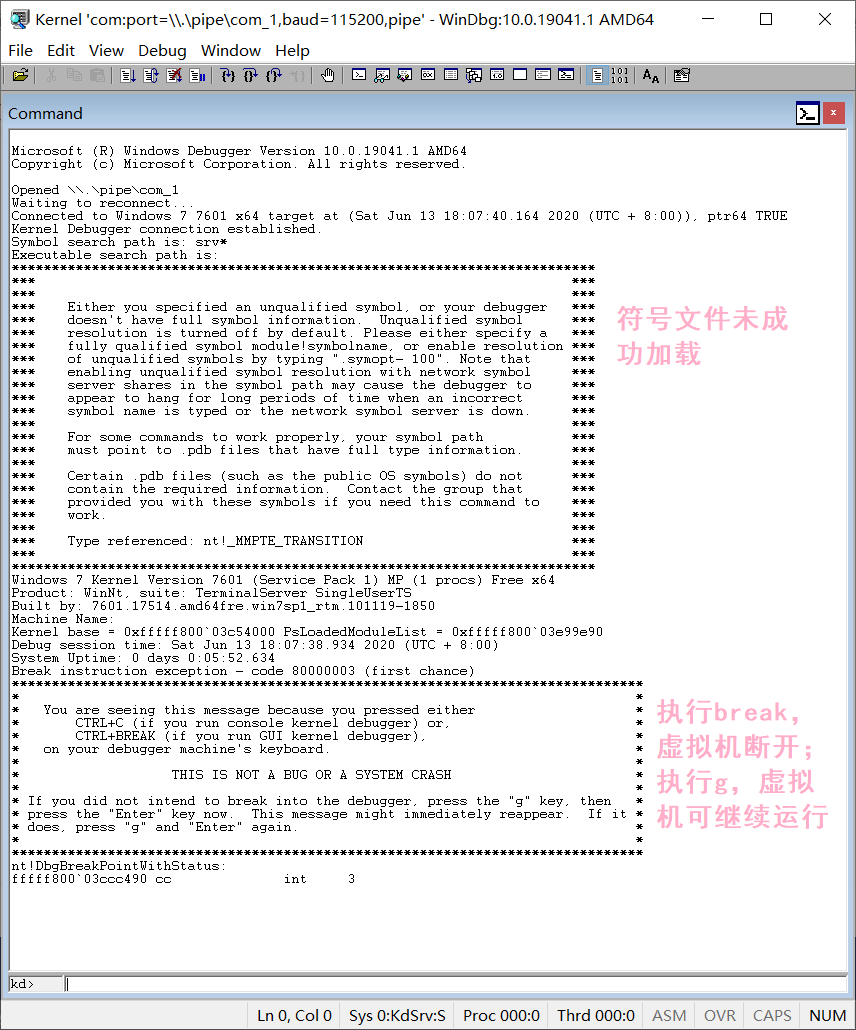 Kernel 'com:port=\\.\pipe\com_1,baud=115200,pipe' - WinDbg:10.0.19041.1 AMD64
File Edit View Debug Window Help
Command
Microsoft (R) Windows Debugger Version 10.0.19041.1 AMD64
Copyright (c) Microsoft Corporation. All rights reserved.
Opened \\.\pipe\com_1
Waiting to reconnect...
Connected to Windows 7 7601 x64 target at (Sat Jun 13 18:07:40.164 2020 (UTC + 8:00)), ptr64 TRUE
Kernel Debugger connection established.
Symbol search path is: srv*
Executable search path is:
*************************************************************************
***                                                                   ***
***                                                                   ***
***    Either you specified an unqualified symbol, or your debugger   ***
***    doesn't have full symbol information.  Unqualified symbol      ***
***    resolution is turned off by default. Please either specify a   ***
***    fully qualified symbol module!symbolname, or enable resolution ***
***    of unqualified symbols by typing ".symopt- 100". Note that     ***
***    enabling unqualified symbol resolution with network symbol     ***
***    server shares in the symbol path may cause the debugger to     ***
***    appear to hang for long periods of time when an incorrect      ***
***    symbol name is typed or the network symbol server is down.     ***
***                                                                   ***
***    For some commands to work properly, your symbol path           ***
***    must point to .pdb files that have full type information.      ***
***                                                                   ***
***    Certain .pdb files (such as the public OS symbols) do not      ***
***    contain the required information.  Contact the group that      ***
***    provided you with these symbols if you need this command to    ***
***    work.                                                          ***
***                                                                   ***
***    Type referenced: nt!_MMPTE_TRANSITION                          ***
***                                                                   ***
*************************************************************************
符号文件未成
功加载
Windows 7 Kernel Version 7601 (Service Pack 1) MP (1 procs) Free x64
Product: WinNt, suite: TerminalServer SingleUserTS
Built by: 7601.17514.amd64fre.win7sp1_rtm.101119-1850
Machine Name:
Kernel base = 0xfffff800`03c54000 PsLoadedModuleList = 0xfffff800`03e99e90
Debug session time: Sat Jun 13 18:07:38.934 2020 (UTC + 8:00)
System Uptime: 0 days 0:05:52.634
Break instruction exception - code 80000003 (first chance)
*******************************************************************************
*                                                                             *
*   You are seeing this message because you pressed either                    *
*       CTRL+C (if you run console kernel debugger) or,                       *
*       CTRL+BREAK (if you run GUI kernel debugger),                          *
*   on your debugger machine's keyboard.                                      *
*                                                                             *
*                   THIS IS NOT A BUG OR A SYSTEM CRASH                       *
*                                                                             *
* If you did not intend to break into the debugger, press the "g" key, then   *
* press the "Enter" key now.  This message might immediately reappear.  If it *
* does, press "g" and "Enter" again.                                          *
*                                                                             *
*******************************************************************************
执行break，
虚拟机断开；
执行g，虚拟
机可继续运行
nt!DbgBreakPointWithStatus:
fffff800`03ccc490 cc              int     3
kd>
Ln 0, Col 0 Sys 0:KdSrv:S Proc 000:0 Thrd 000:0 ASM OVR CAPS NUM